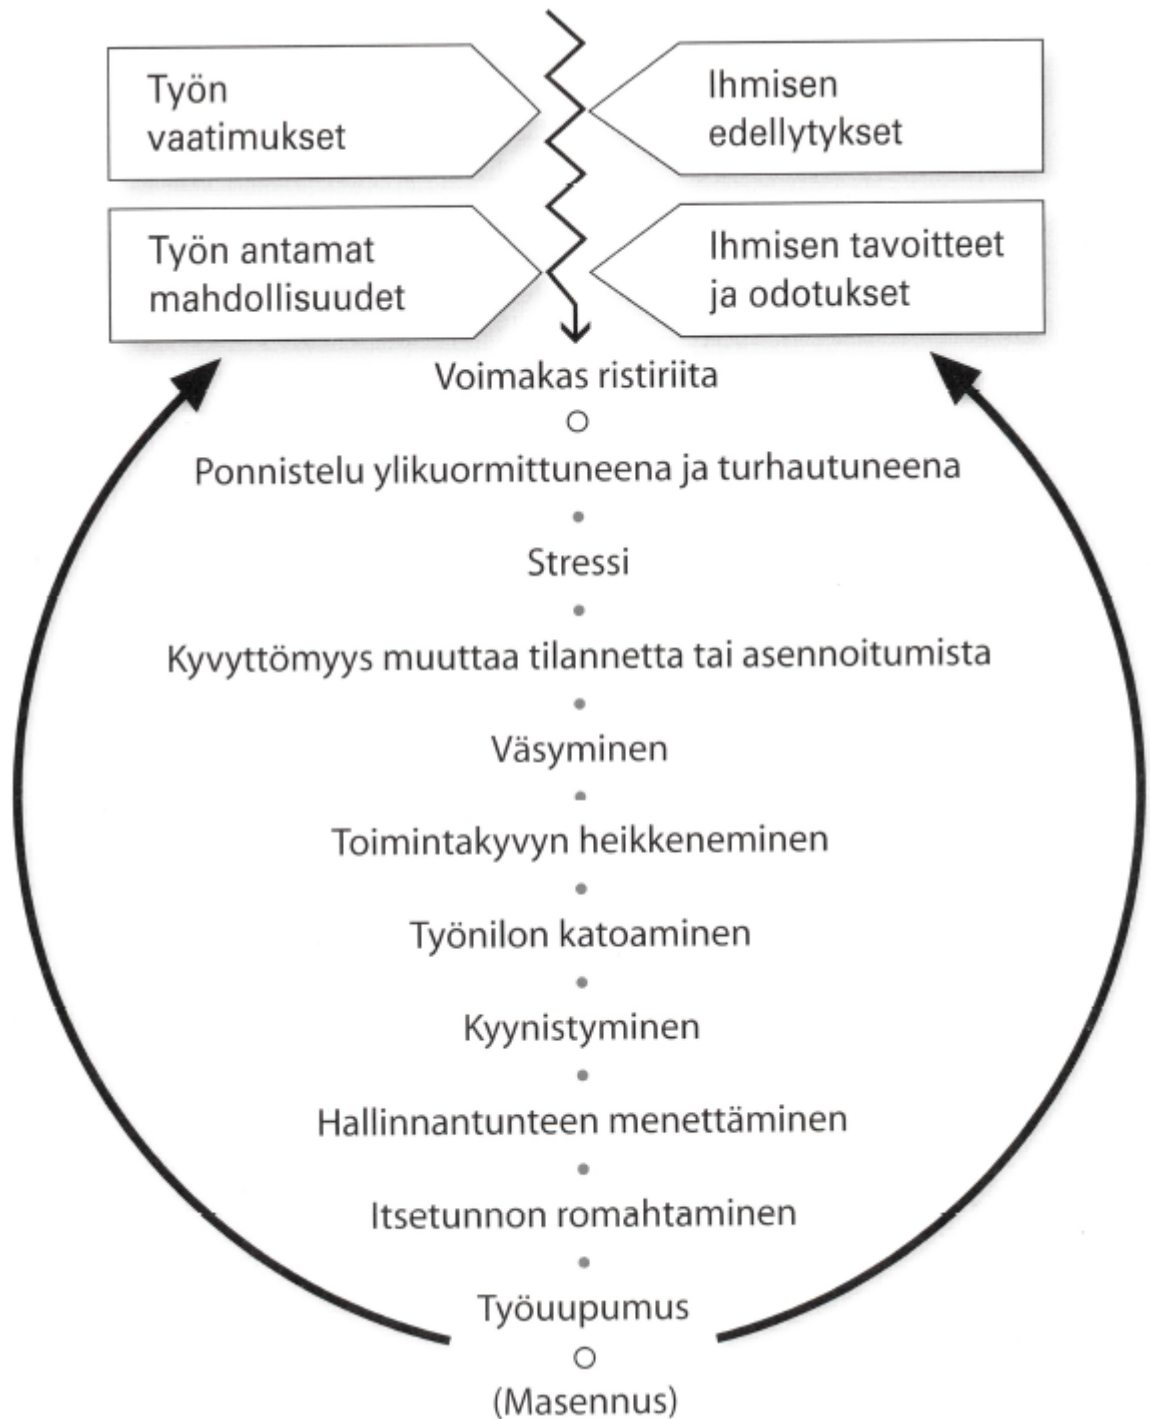 Työn
vaatimukset
Ihmisen
edellytykset
Työn antamat
mahdollisuudet
Ihmisen tavoitteet
ja odotukset
Voimakas ristiriita
Ponnistelu ylikuormittuneena ja turhautuneena
Stressi
Kyvyttömyys muuttaa tilannetta tai asennoitumista
Väsyminen
Toimintakyvyn heikkeneminen
Työnilon katoaminen
Kyynistyminen
Hallinnantunteen menettäminen
Itsetunnon romahtaminen
Työuupumus
(Masennus)